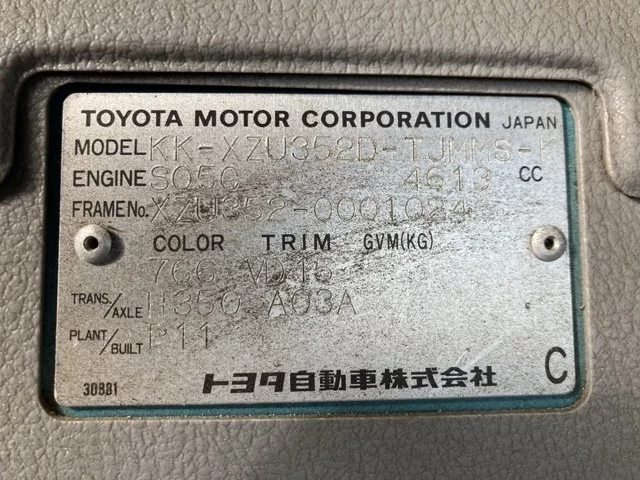 TOYOTA MOTOR CORPORATION JAPAN
MODEL KK-XZU352D-TJMMS-K
ENGINE S05C 4613 CC
FRAME No. XZU352-0001024
COLOR TRIM GVM(KG)
7C6 VD15
TRANS./AXLE H350 A03A
PLANT/BUILT P11
30881
トヨタ自動車株式会社 C